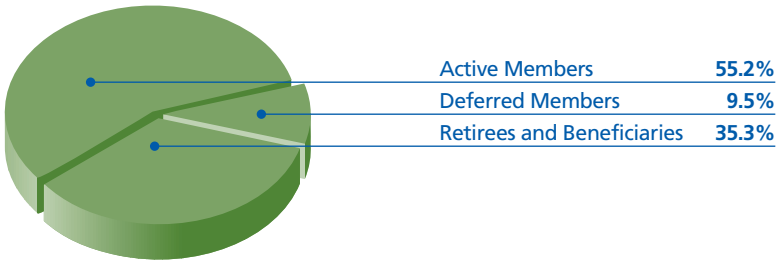 Active Members 55.2%
Deferred Members 9.5%
Retirees and Beneficiaries 35.3%